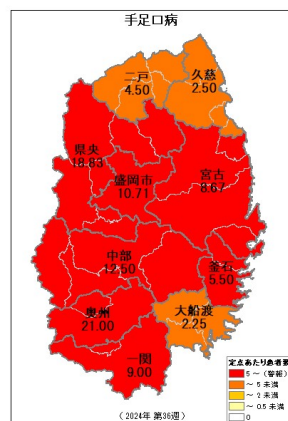 手足口病
二戸
4.50
久慈
2.50
県央
18.83
盛岡市
10.71
宮古
8.67
中部
12.50
釜石
5.50
奥州
21.00
大船渡
2.25
一関
9.00
定点あたり患者数
5 ～ (警報)
～ 5 未満
～ 2 未満
～ 0.5 未満
0
(2024年 第36週)